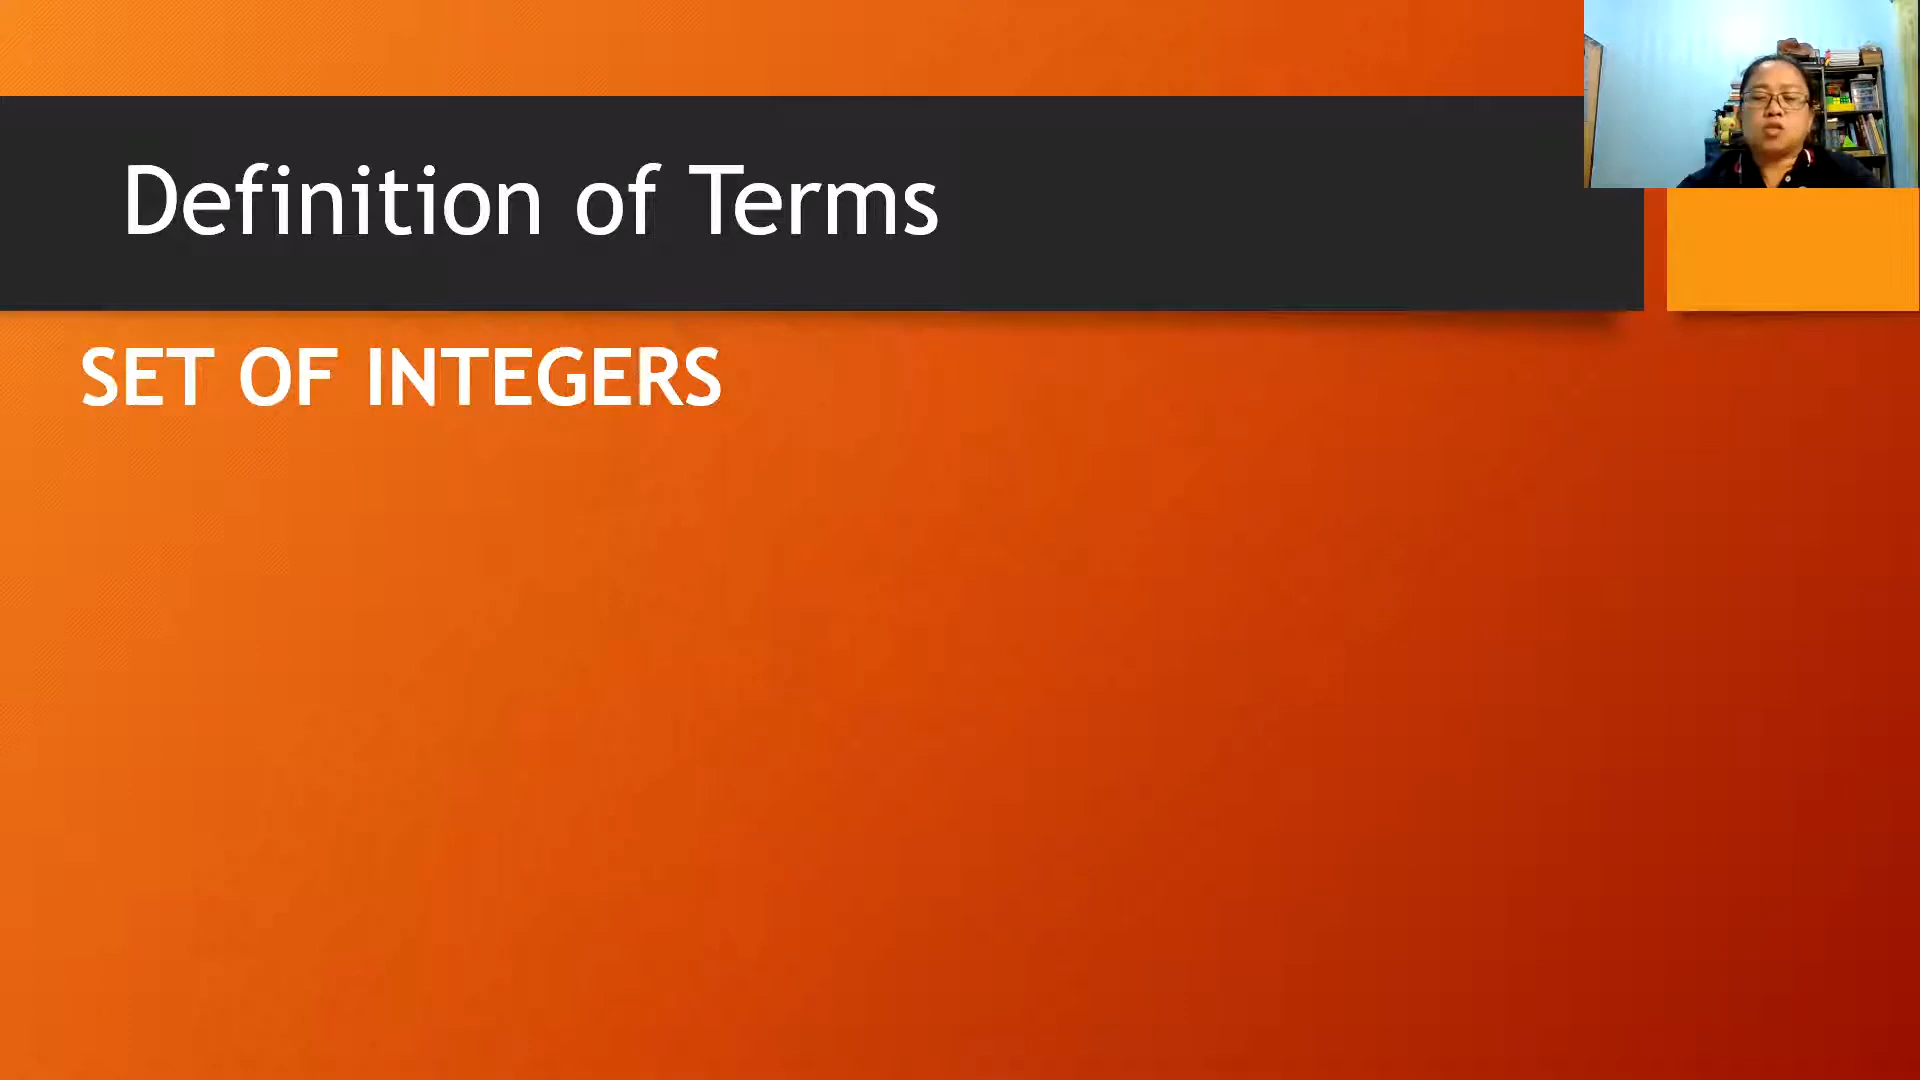 Definition of Terms
SET OF INTEGERS